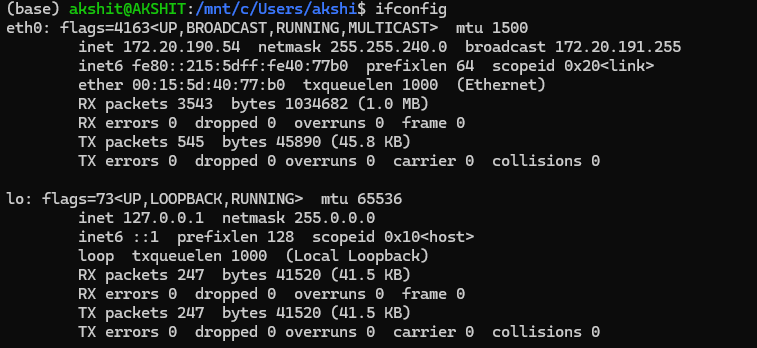 (base) akshit@AKSHIT:/mnt/c/Users/akshi$ ifconfig
eth0: flags=4163<UP,BROADCAST,RUNNING,MULTICAST>  mtu 1500
        inet 172.20.190.54  netmask 255.255.240.0  broadcast 172.20.191.255
        inet6 fe80::215:5dff:fe40:77b0  prefixlen 64  scopeid 0x20<link>
        ether 00:15:5d:40:77:b0  txqueuelen 1000  (Ethernet)
        RX packets 3543  bytes 1034682 (1.0 MB)
        RX errors 0  dropped 0  overruns 0  frame 0
        TX packets 545  bytes 45890 (45.8 KB)
        TX errors 0  dropped 0 overruns 0  carrier 0  collisions 0

lo: flags=73<UP,LOOPBACK,RUNNING>  mtu 65536
        inet 127.0.0.1  netmask 255.0.0.0
        inet6 ::1  prefixlen 128  scopeid 0x10<host>
        loop  txqueuelen 1000  (Local Loopback)
        RX packets 247  bytes 41520 (41.5 KB)
        RX errors 0  dropped 0  overruns 0  frame 0
        TX packets 247  bytes 41520 (41.5 KB)
        TX errors 0  dropped 0 overruns 0  carrier 0  collisions 0